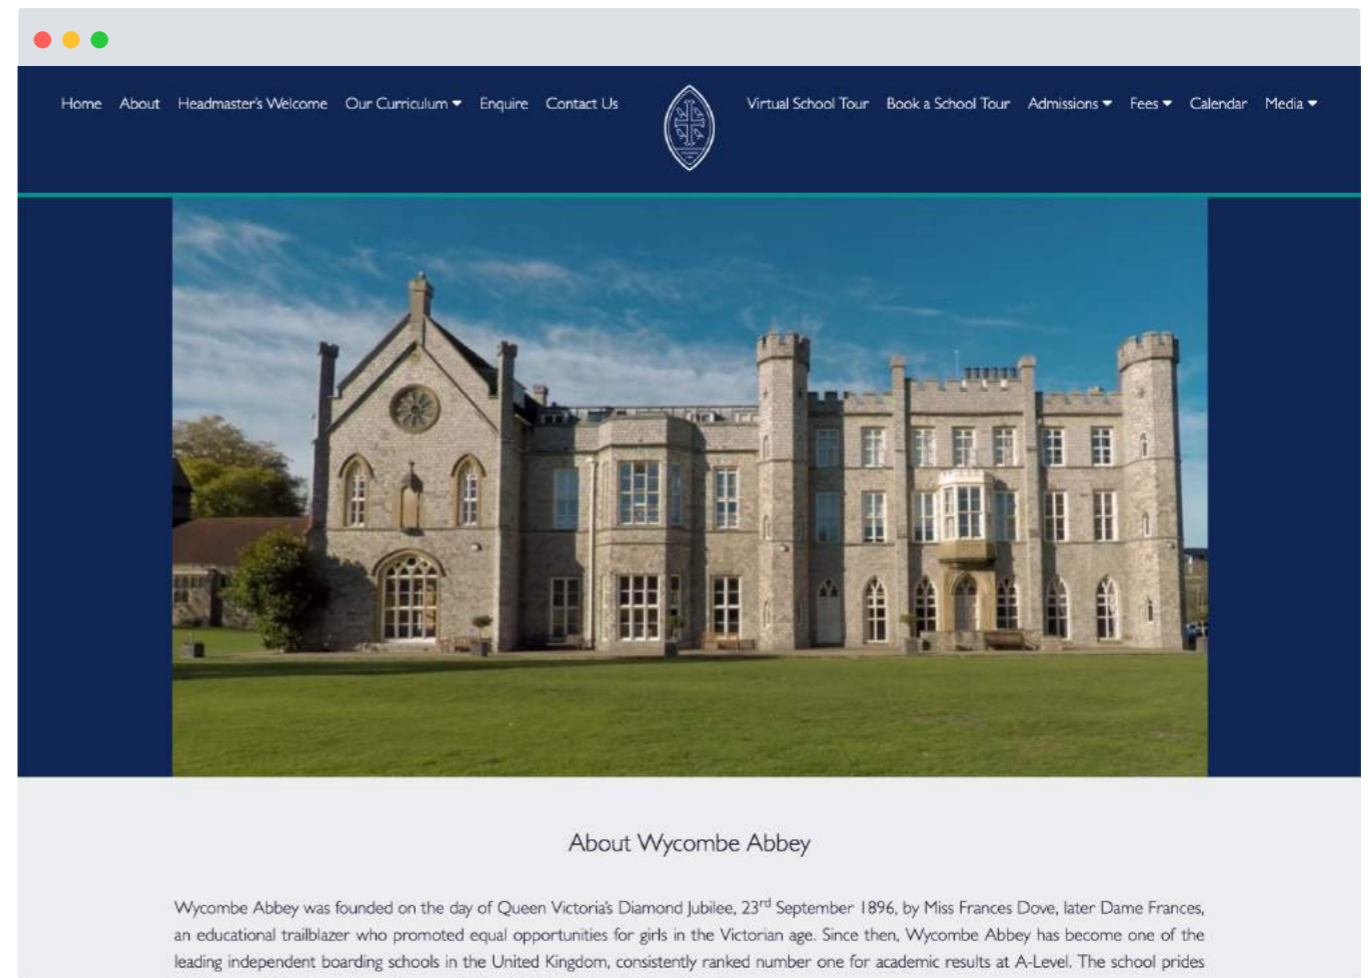 Home About Headmaster's Welcome Our Curriculum Enquire Contact Us Virtual School Tour Book a School Tour Admissions Fees Calendar Media
About Wycombe Abbey
Wycombe Abbey was founded on the day of Queen Victoria's Diamond Jubilee, 23rd September 1896, by Miss Frances Dove, later Dame Frances,
an educational trailblazer who promoted equal opportunities for girls in the Victorian age. Since then, Wycombe Abbey has become one of the
leading independent boarding schools in the United Kingdom, consistently ranked number one for academic results at A-Level. The school prides